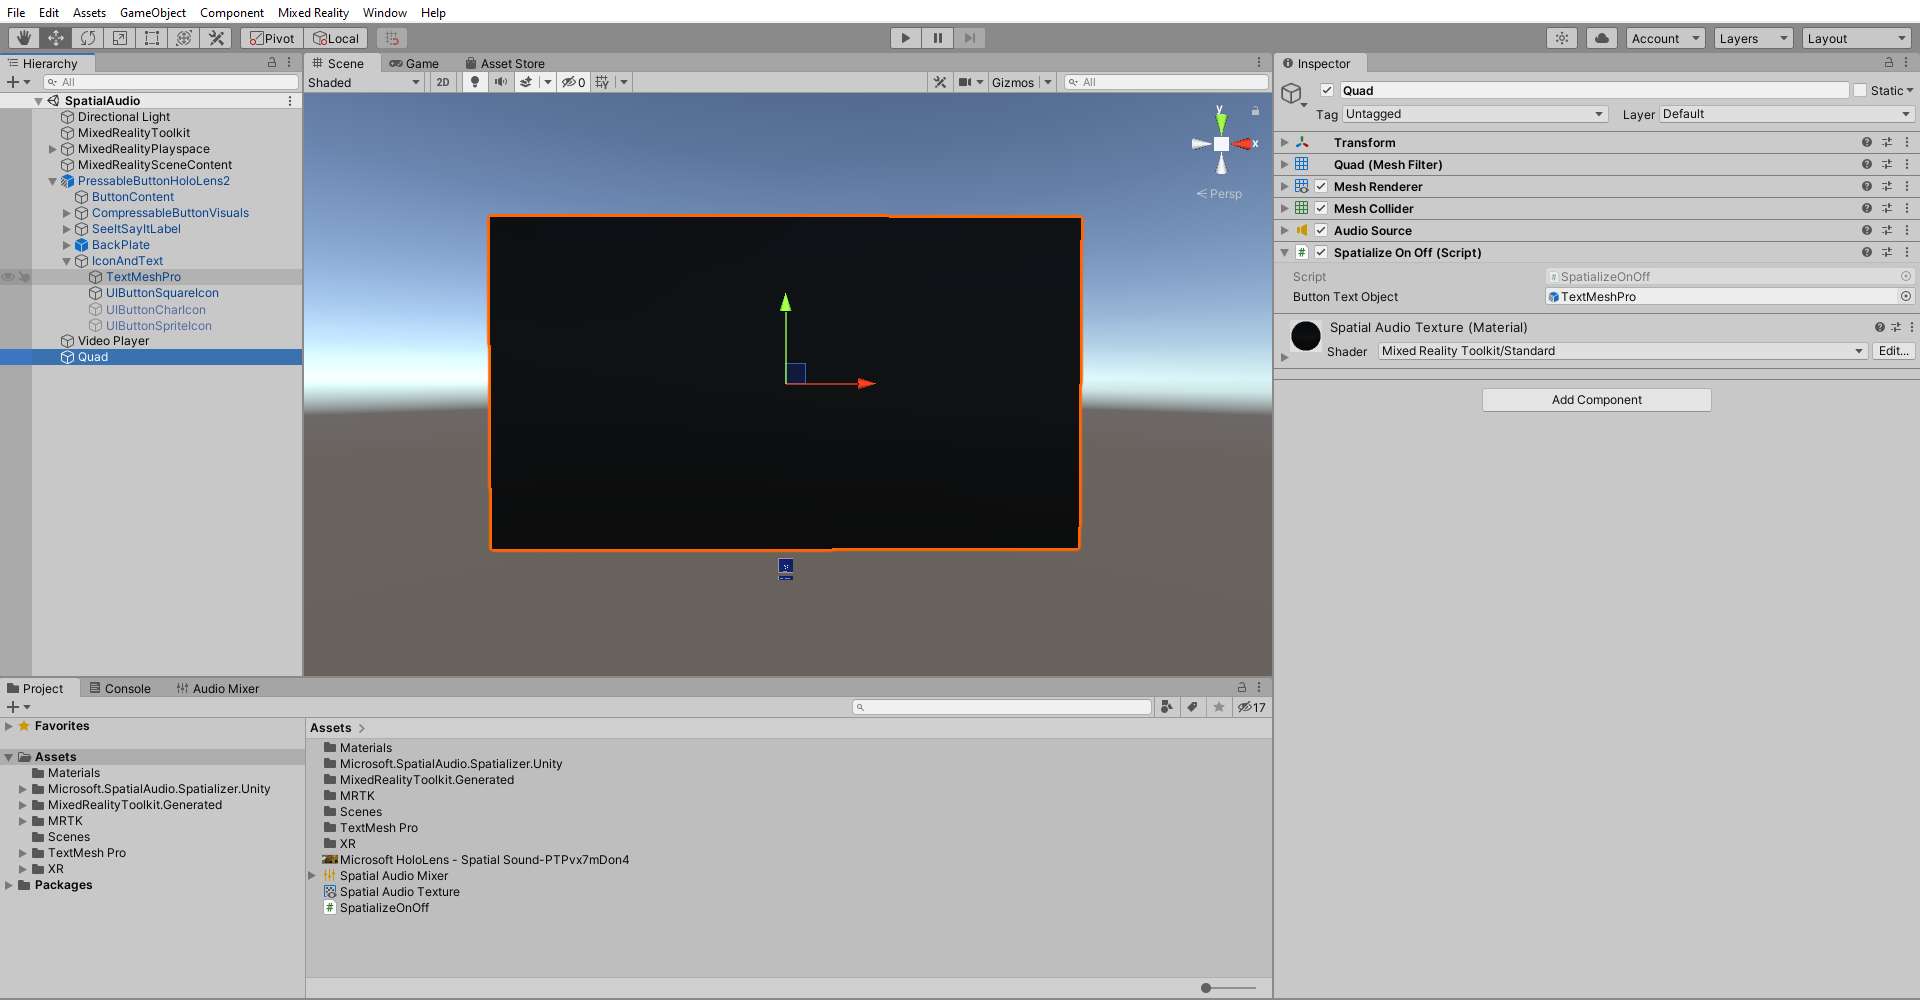 File Edit Assets GameObject Component Mixed Reality Window Help
Pivot Local Account Layers Layout
Hierarchy
All
SpatialAudio
Directional Light
MixedRealityToolkit
MixedRealityPlayspace
MixedRealitySceneContent
PressableButtonHoloLens2
ButtonContent
CompressableButtonVisuals
SeeItSayItLabel
BackPlate
IconAndText
TextMeshPro
UIButtonSquareIcon
UIButtonCharIcon
UIButtonSpriteIcon
Video Player
Quad
Scene Game Asset Store
Shaded 2D 0 Gizmos All
y
x
Persp
Inspector
Quad Static
Tag Untagged Layer Default
Transform
Quad (Mesh Filter)
Mesh Renderer
Mesh Collider
Audio Source
Spatialize On Off (Script)
Script SpatializeOnOff
Button Text Object TextMeshPro
Spatial Audio Texture (Material)
Shader Mixed Reality Toolkit/Standard Edit...
Add Component
Project Console Audio Mixer
17
Favorites
Assets
Materials
Microsoft.SpatialAudio.Spatializer.Unity
MixedRealityToolkit.Generated
MRTK
Scenes
TextMesh Pro
XR
Packages
Assets
Materials
Microsoft.SpatialAudio.Spatializer.Unity
MixedRealityToolkit.Generated
MRTK
Scenes
TextMesh Pro
XR
Microsoft HoloLens - Spatial Sound-PTPvx7mDon4
Spatial Audio Mixer
Spatial Audio Texture
SpatializeOnOff